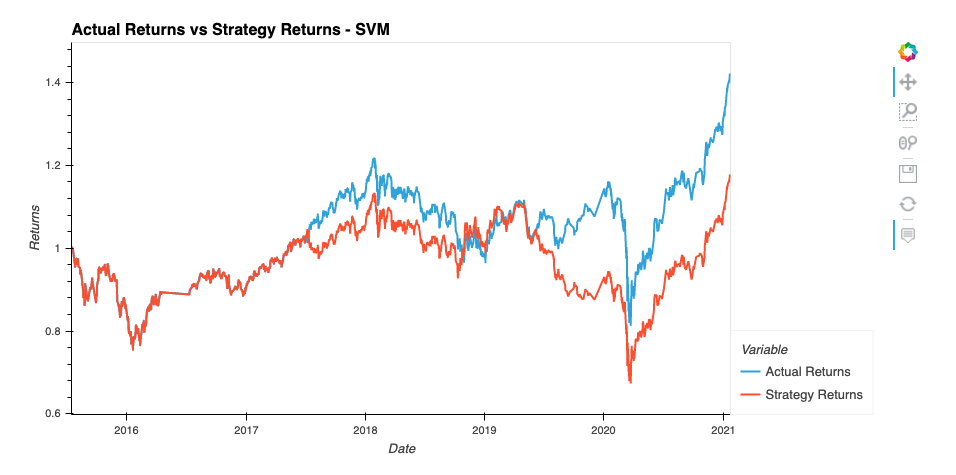 Actual Returns vs Strategy Returns - SVM
1.4
1.2
1
0.8
0.6
Returns
2016 2017 2018 2019 2020 2021
Date
Variable
Actual Returns
Strategy Returns